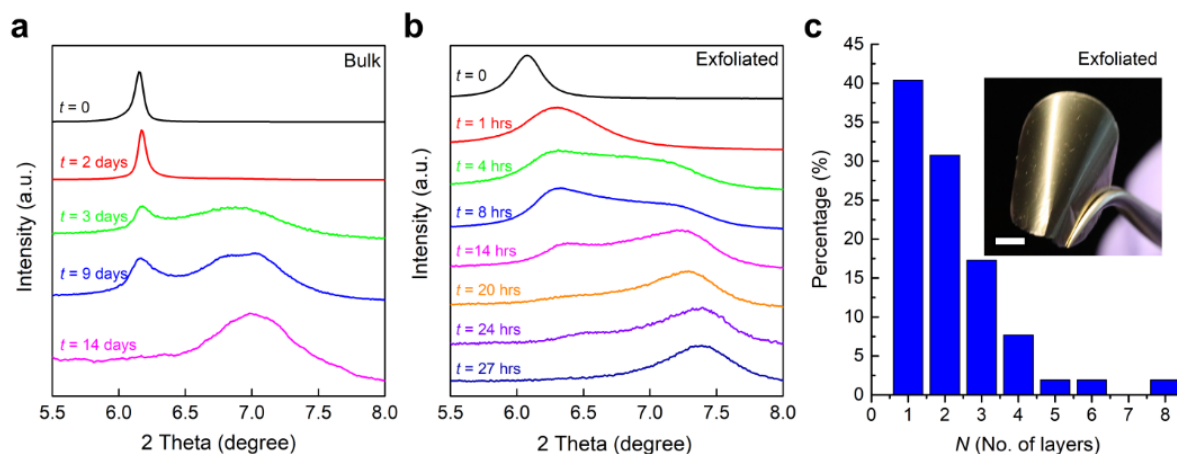 a
Bulk
t = 0
t = 2 days
t = 3 days
t = 9 days
t = 14 days
Intensity (a.u.)
5.5 6.0 6.5 7.0 7.5 8.0
2 Theta (degree)
b
Exfoliated
t = 0
t = 1 hrs
t = 4 hrs
t = 8 hrs
t =14 hrs
t = 20 hrs
t = 24 hrs
t = 27 hrs
Intensity (a.u.)
5.5 6.0 6.5 7.0 7.5 8.0
2 Theta (degree)
c
Exfoliated
45
40
35
30
25
20
15
10
5
0
Percentage (%)
0 1 2 3 4 5 6 7 8
N (No. of layers)